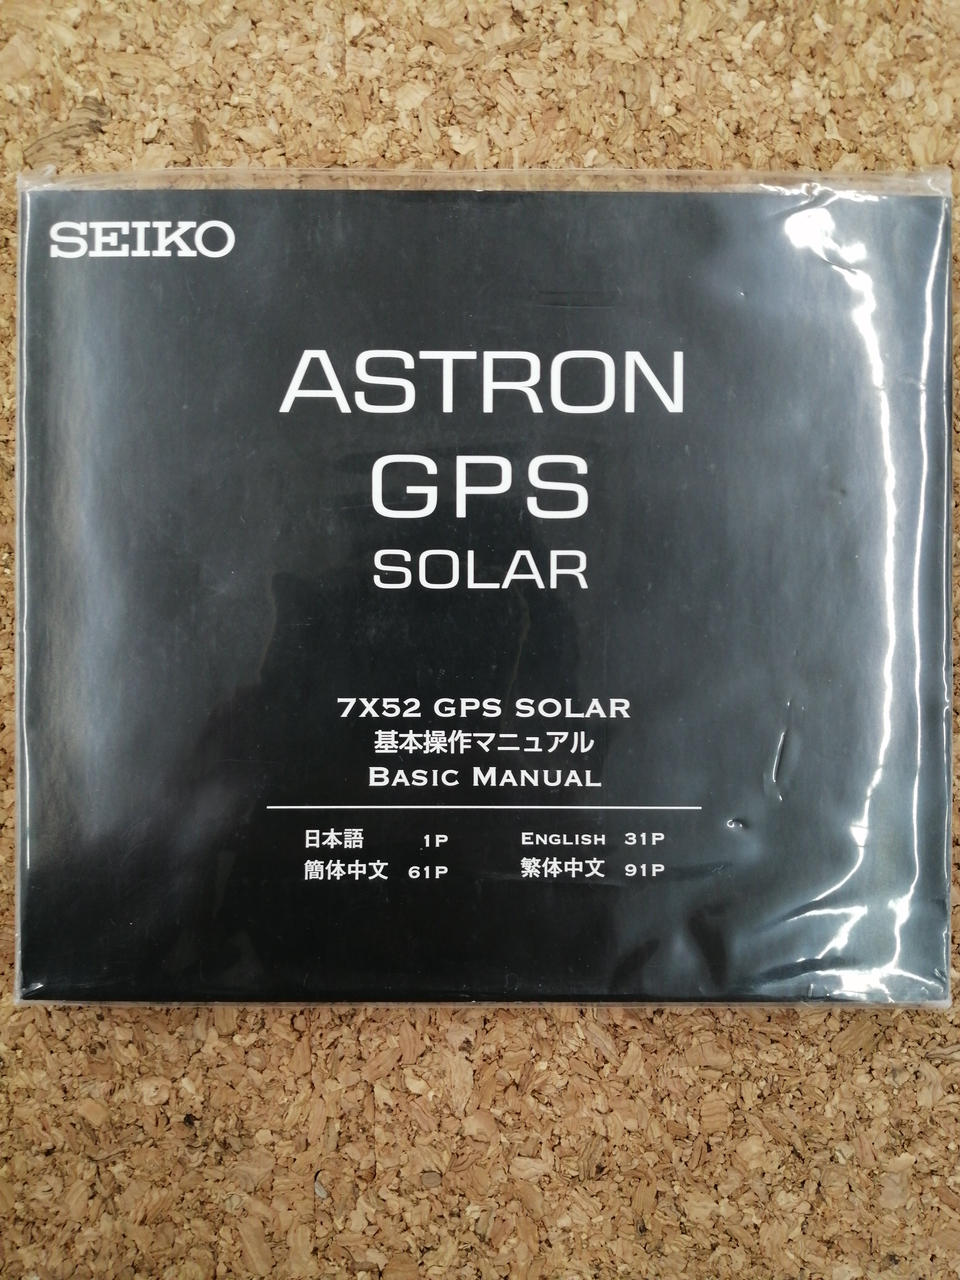 SEIKO
ASTRON
GPS
SOLAR
7X52 GPS SOLAR
基本操作マニュアル
BASIC MANUAL
日本語 1P ENGLISH 31P
簡体中文 61P 繁体中文 91P